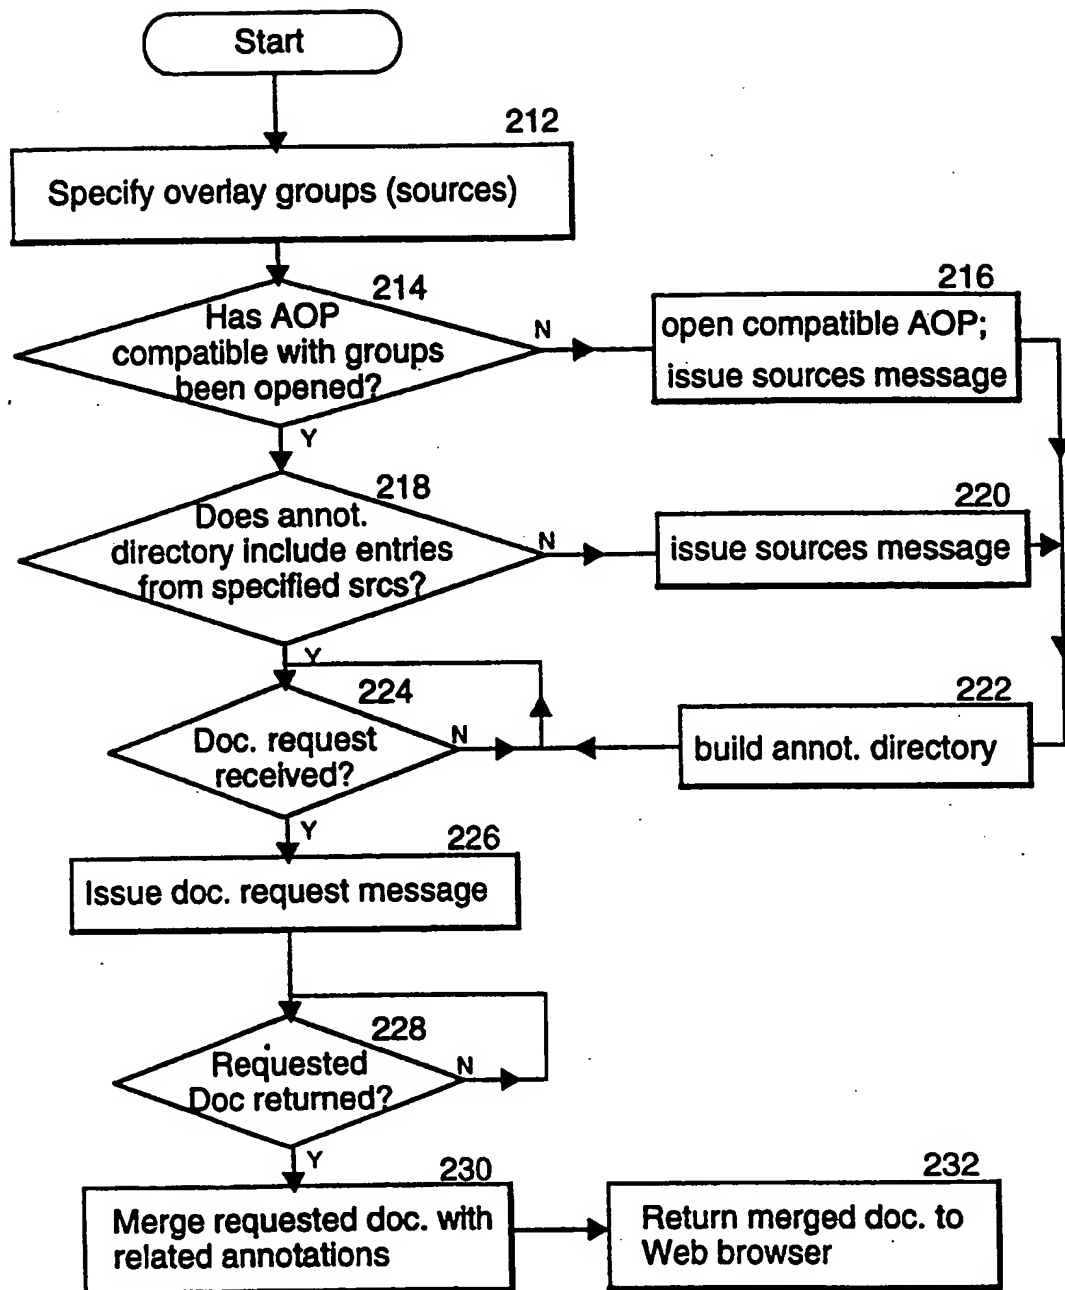 Start
212
Specify overlay groups (sources)
214
Has AOP
compatible with groups
been opened?
N
Y
216
open compatible AOP;
issue sources message
218
Does annot.
directory include entries
from specified srcs?
N
Y
220
issue sources message
222
build annot. directory
224
Doc. request
received?
N
Y
226
Issue doc. request message
228
Requested
Doc returned?
N
Y
230
Merge requested doc. with
related annotations
232
Return merged doc. to
Web browser